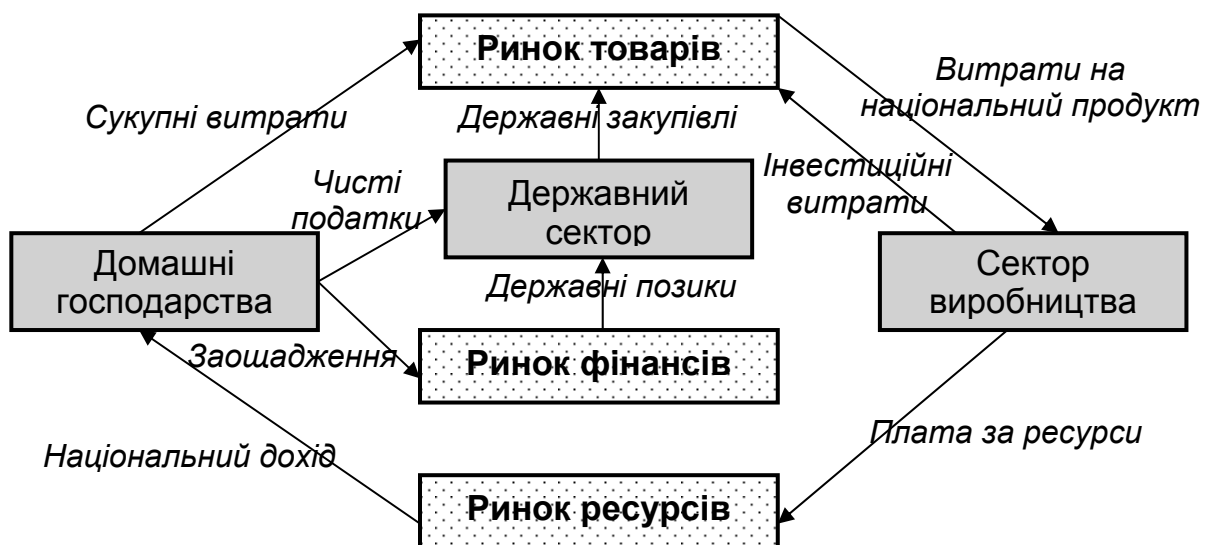 Ринок товарів
Витрати на
національний продукт
Сукупні витрати
Державні закупівлі
Інвестиційні
витрати
Чисті
податки
Державний
сектор
Домашні
господарства
Сектор
виробництва
Державні позики
Заощадження
Ринок фінансів
Плата за ресурси
Національний дохід
Ринок ресурсів